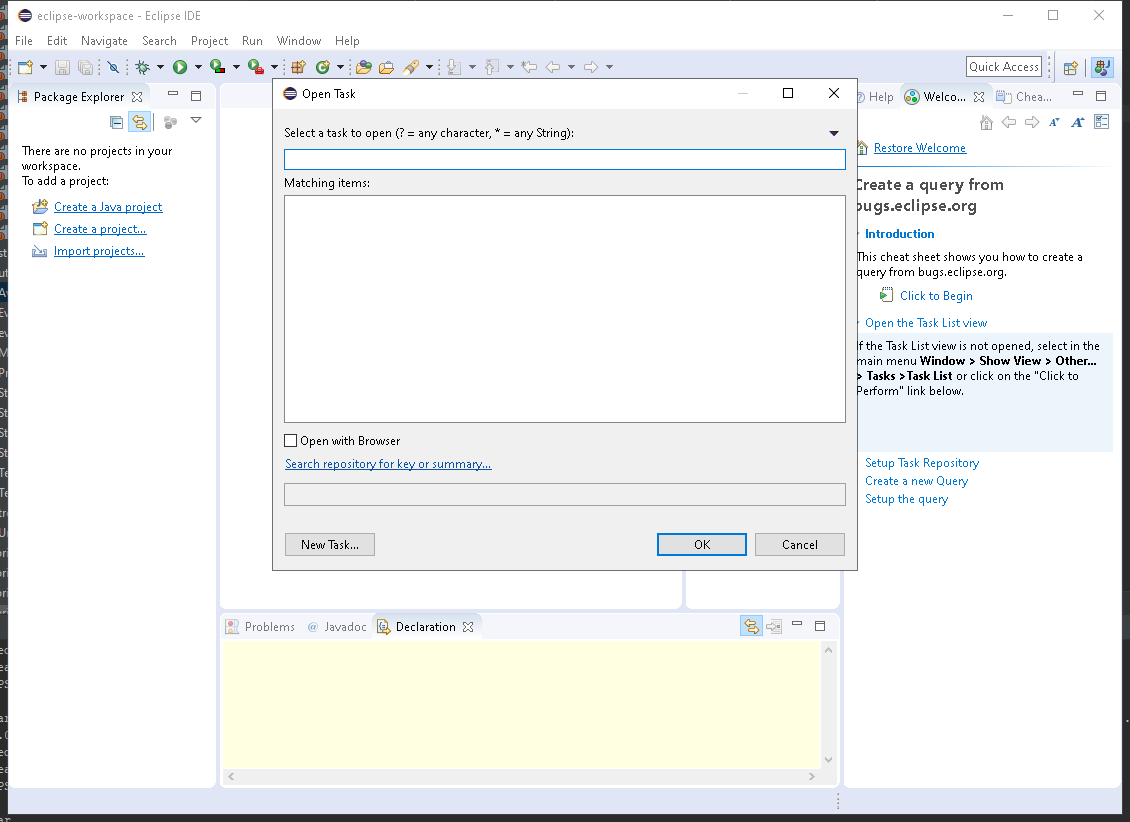 eclipse-workspace - Eclipse IDE
File Edit Navigate Search Project Run Window Help
Quick Access
Package Explorer
There are no projects in your
workspace.
To add a project:
Create a Java project
Create a project...
Import projects...
Open Task
Select a task to open (? = any character, * = any String):
Matching items:
Open with Browser
Search repository for key or summary...
New Task...
OK
Cancel
Help
Welco...
Chea...
Restore Welcome
Create a query from
bugs.eclipse.org
Introduction
This cheat sheet shows you how to create a
query from bugs.eclipse.org.
Click to Begin
Open the Task List view
If the Task List view is not opened, select in the
main menu Window > Show View > Other...
> Tasks >Task List or click on the "Click to
Perform" link below.
Setup Task Repository
Create a new Query
Setup the query
Problems
@ Javadoc
Declaration